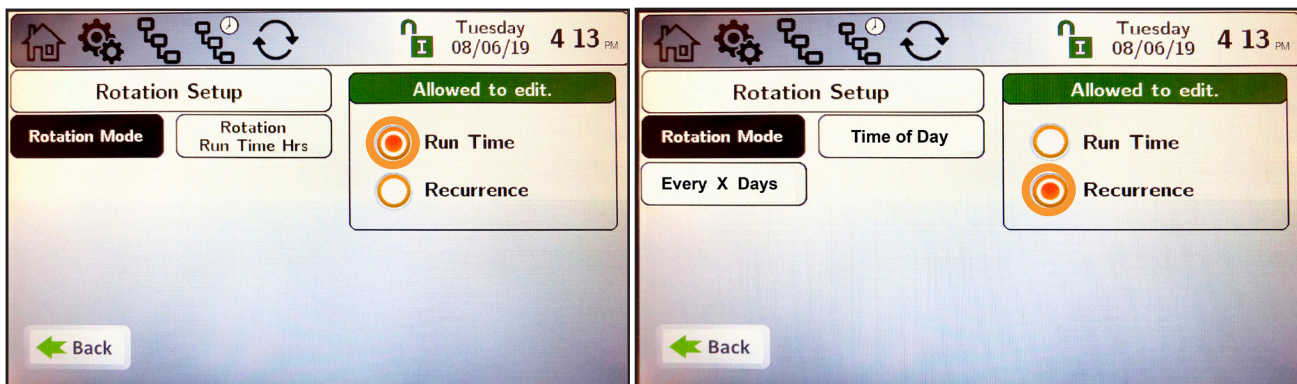 I
Tuesday
08/06/19
4 13 PM
Rotation Setup
Allowed to edit.
Rotation Mode
Rotation
Run Time Hrs
Run Time
Recurrence
Back
I
Tuesday
08/06/19
4 13 PM
Rotation Setup
Allowed to edit.
Rotation Mode
Time of Day
Run Time
Every X Days
Recurrence
Back